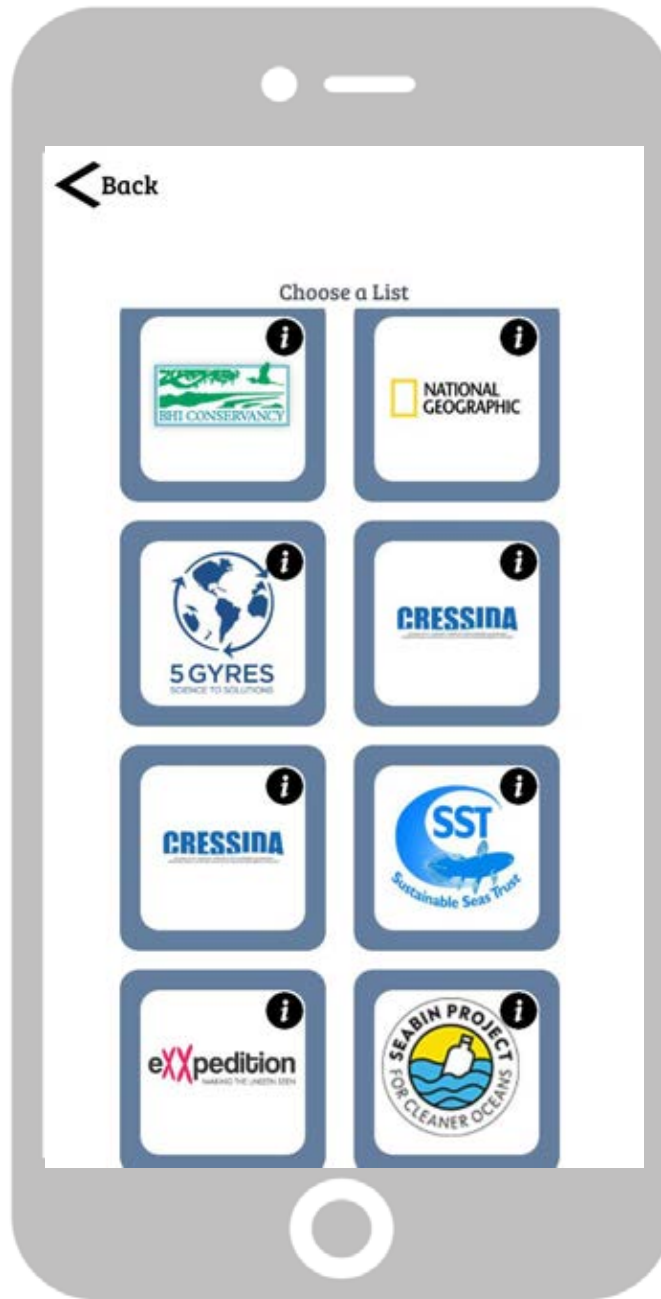 Back
Choose a List
i
i
BHI CONSERVANCY
NATIONAL
GEOGRAPHIC
i
i
5 GYRES
SCIENCE TO SOLUTIONS
CRESSIDA
i
i
CRESSIDA
SST
Sustainable Seas Trust
i
i
eXXpedition
MAKING THE UNSEEN SEEN
SEABIN PROJECT
FOR CLEANER OCEANS